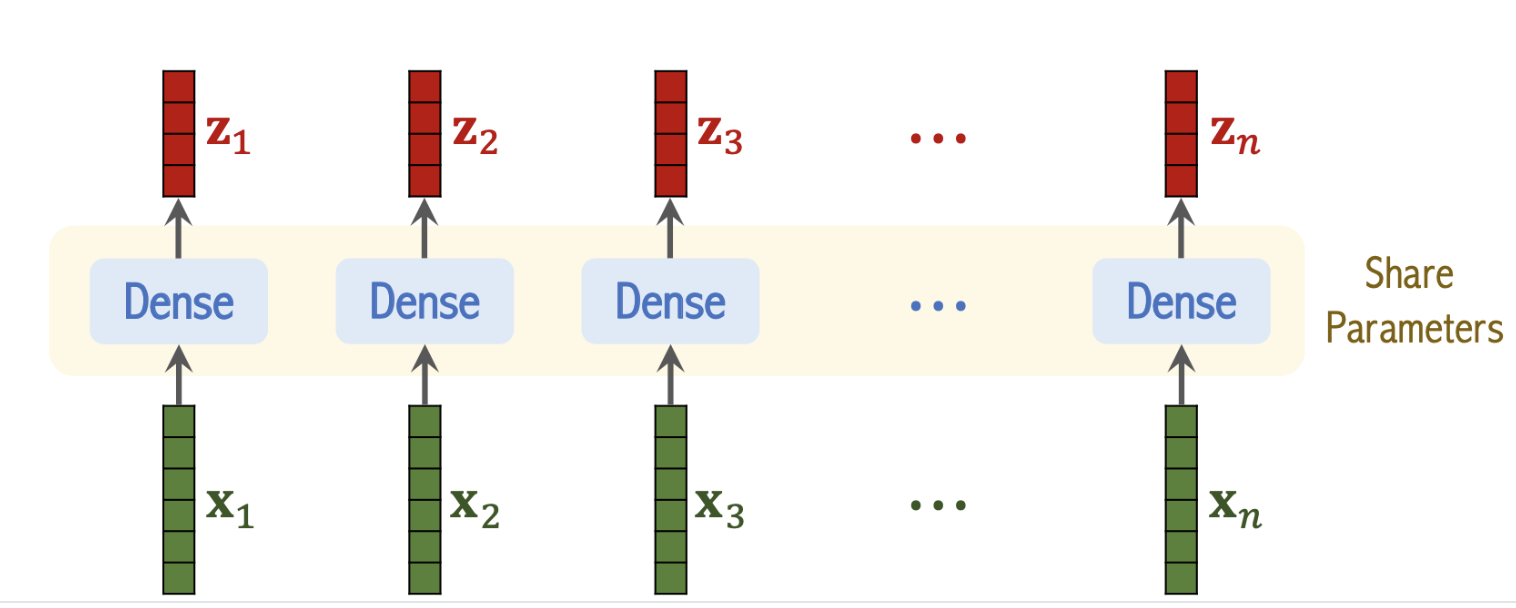 z1 z2 z3 ... zn
Dense Dense Dense ... Dense
Share
Parameters
x1 x2 x3 ... xn